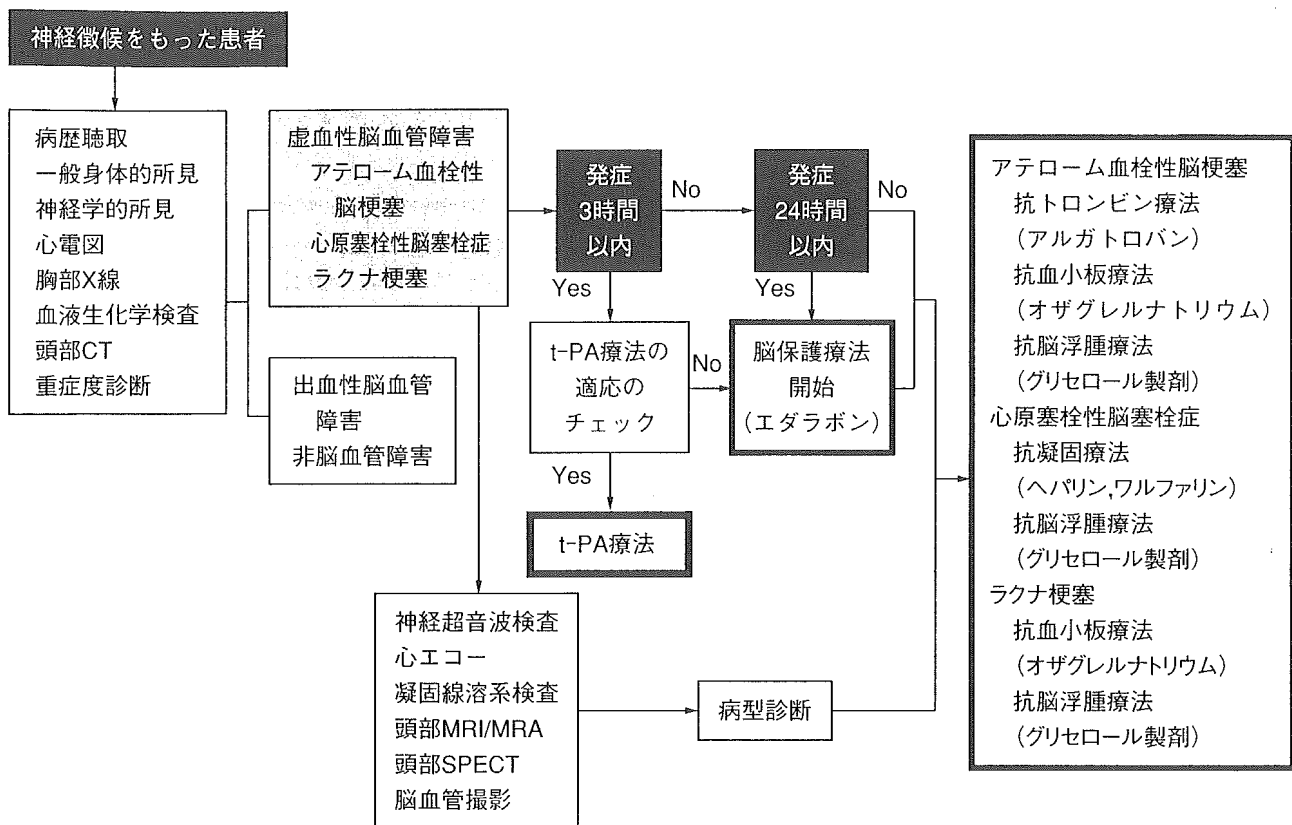 神経徴候をもった患者
病歴聴取
一般身体的所見
神経学的所見
心電図
胸部X線
血液生化学検査
頭部CT
重症度診断
虚血性脳血管障害
アテローム血栓性
脳梗塞
心原塞栓性脳塞栓症
ラクナ梗塞
出血性脳血管
障害
非脳血管障害
発症
3時間
以内
No
Yes
発症
24時間
以内
No
Yes
t-PA療法の
適応の
チェック
No
Yes
脳保護療法
開始
(エダラボン)
t-PA療法
神経超音波検査
心エコー
凝固線溶系検査
頭部MRI/MRA
頭部SPECT
脳血管撮影
病型診断
アテローム血栓性脳梗塞
抗トロンビン療法
(アルガトロバン)
抗血小板療法
(オザグレルナトリウム)
抗脳浮腫療法
(グリセロール製剤)
心原塞栓性脳塞栓症
抗凝固療法
(ヘパリン,ワルファリン)
抗脳浮腫療法
(グリセロール製剤)
ラクナ梗塞
抗血小板療法
(オザグレルナトリウム)
抗脳浮腫療法
(グリセロール製剤)